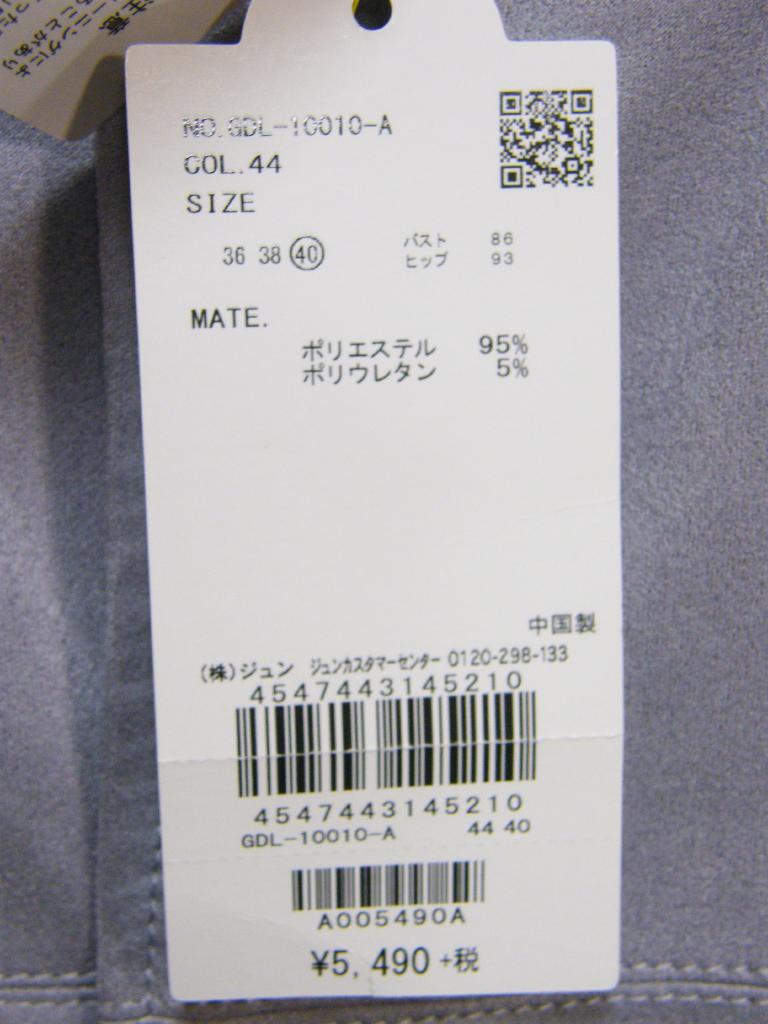 注意
NO. GDL-10010-A
COL. 44
SIZE
36 38 40 バスト 86
ヒップ 93
MATE.
ポリエステル 95%
ポリウレタン 5%
中国製
(株)ジュン ジュンカスタマーセンター 0120-298-133
4547443145210
4547443145210
GDL-10010-A 44 40
A005490A
¥5,490+税